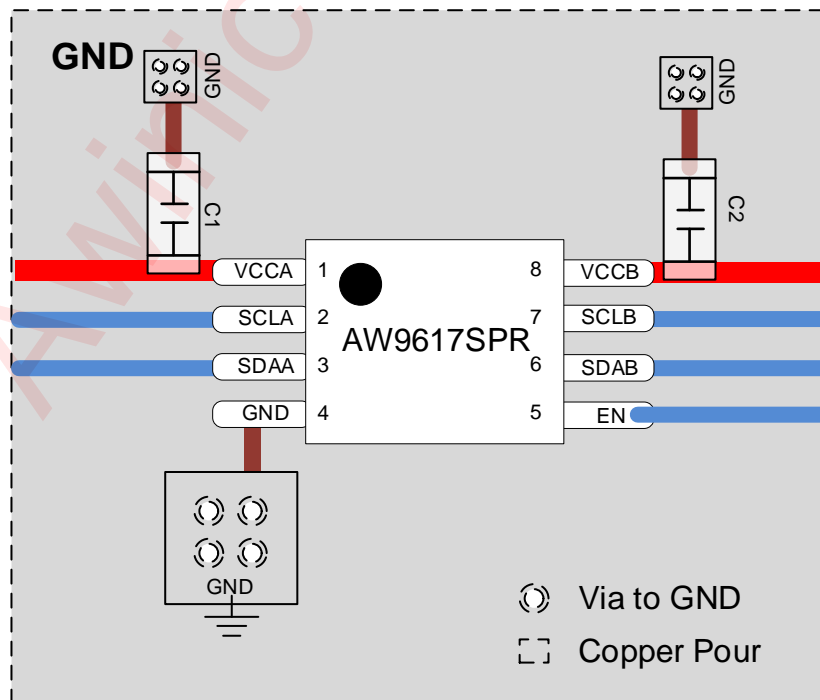 GND
GND
GND
C1
C2
VCCA 1 8 VCCB
SCLA 2 7 SCLB
AW9617SPR
SDAA 3 6 SDAB
GND 4 5 EN
GND
Via to GND
Copper Pour
Awinic